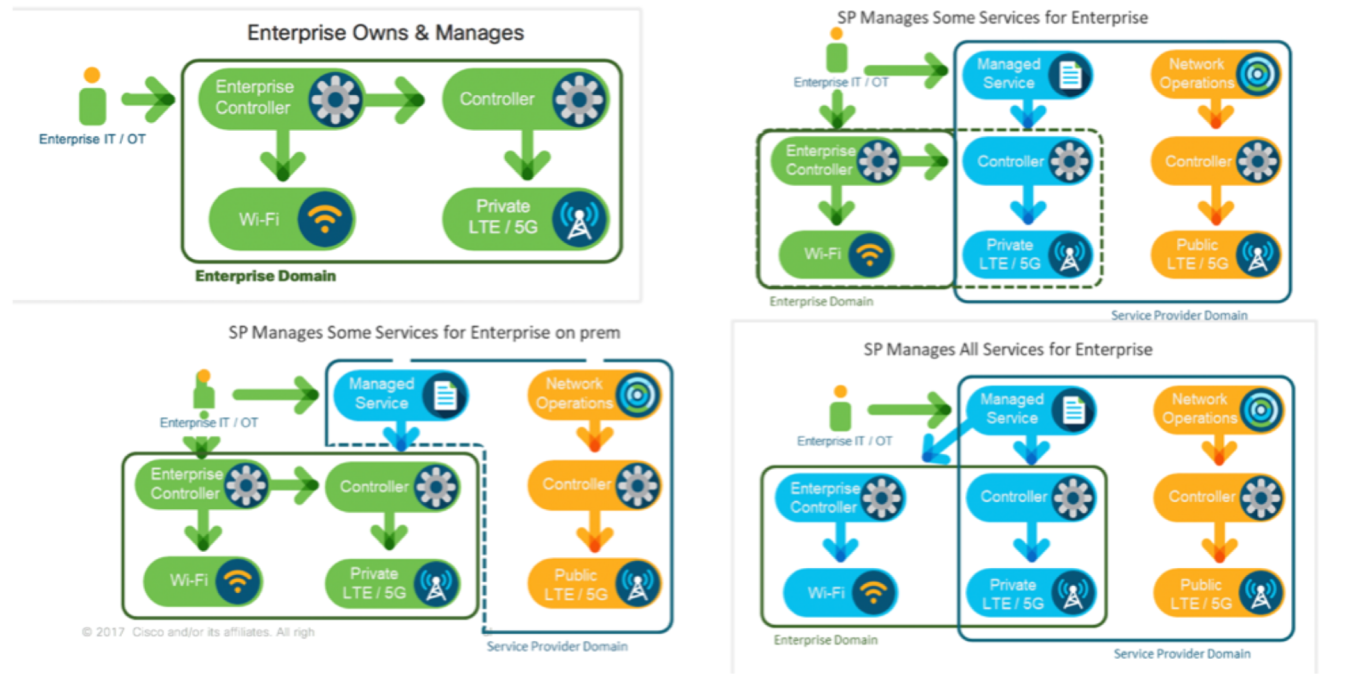 Enterprise Owns & Manages
Enterprise IT / OT
Enterprise
Controller
Controller
Wi-Fi
Private
LTE / 5G
Enterprise Domain
SP Manages Some Services for Enterprise
Enterprise IT / OT
Managed
Service
Network
Operations
Enterprise
Controller
Controller
Controller
Wi-Fi
Private
LTE / 5G
Public
LTE / 5G
Enterprise Domain
Service Provider Domain
SP Manages Some Services for Enterprise on prem
Enterprise IT / OT
Managed
Service
Network
Operations
Enterprise
Controller
Controller
Controller
Wi-Fi
Private
LTE / 5G
Public
LTE / 5G
© 2017 Cisco and/or its affiliates. All righ
Service Provider Domain
SP Manages All Services for Enterprise
Enterprise IT / OT
Managed
Service
Network
Operations
Enterprise
Controller
Controller
Controller
Wi-Fi
Private
LTE / 5G
Public
LTE / 5G
Enterprise Domain
Service Provider Domain